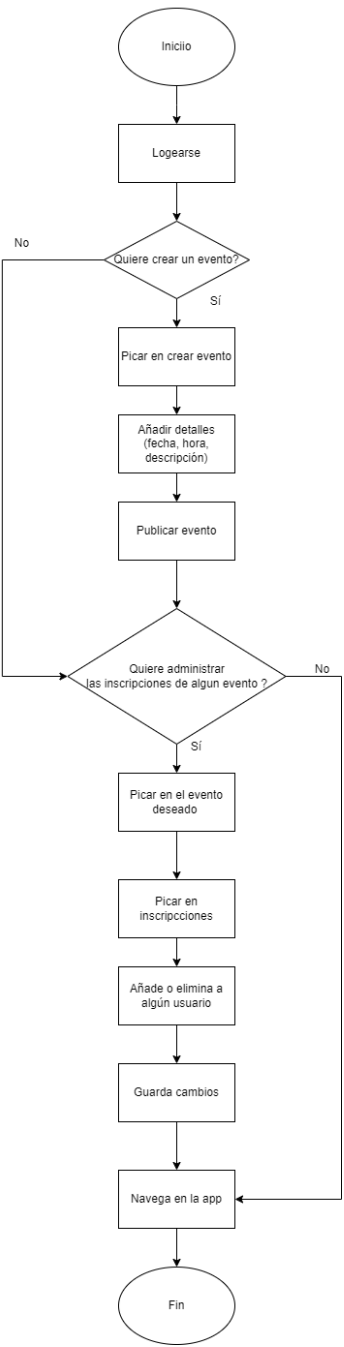 Iniciio
Logearse
No
Quiere crear un evento?
Sí
Picar en crear evento
Añadir detalles
(fecha, hora,
descripción)
Publicar evento
Quiere administrar
las inscripciones de algun evento ?
No
Sí
Picar en el evento
deseado
Picar en
inscripcciones
Añade o elimina a
algún usuario
Guarda cambios
Navega en la app
Fin